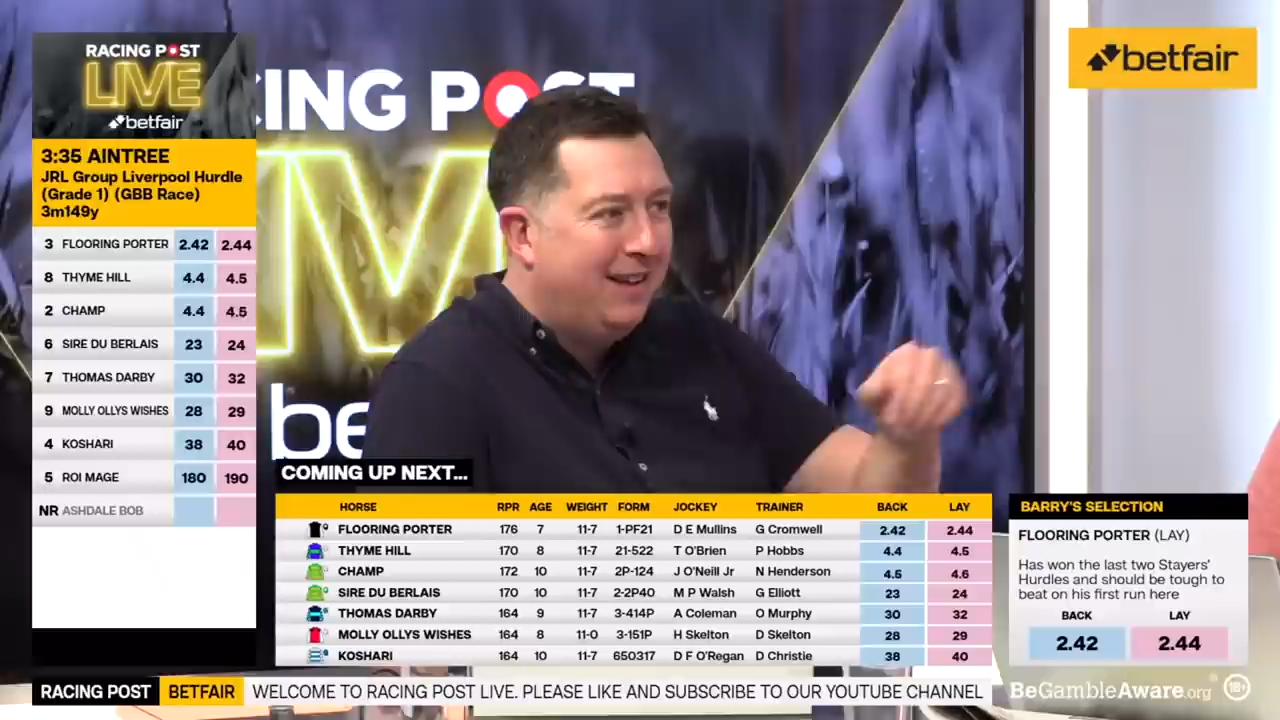 RACING POST
LIVE
betfair
3:35 AINTREE
JRL Group Liverpool Hurdle
(Grade 1) (GBB Race)
3m149y
3 FLOORING PORTER 2.42 2.44
8 THYME HILL 4.4 4.5
2 CHAMP 4.4 4.5
6 SIRE DU BERLAIS 23 24
7 THOMAS DARBY 30 32
9 MOLLY OLLYS WISHES 28 29
4 KOSHARI 38 40
5 ROI MAGE 180 190
NR ASHDALE BOB
CING POST
be
betfair
COMING UP NEXT...
HORSE RPR AGE WEIGHT FORM JOCKEY TRAINER BACK LAY
FLOORING PORTER 176 7 11-7 1-PF21 D E Mullins G Cromwell 2.42 2.44
THYME HILL 170 8 11-7 21-522 T O'Brien P Hobbs 4.4 4.5
CHAMP 172 10 11-7 2P-124 J O'Neill Jr N Henderson 4.5 4.6
SIRE DU BERLAIS 170 10 11-7 2-2P40 M P Walsh G Elliott 23 24
THOMAS DARBY 164 9 11-7 3-414P A Coleman O Murphy 30 32
MOLLY OLLYS WISHES 164 8 11-0 3-151P H Skelton D Skelton 28 29
KOSHARI 164 10 11-7 650317 D F O'Regan D Christie 38 40
BARRY'S SELECTION
FLOORING PORTER (LAY)
Has won the last two Stayers'
Hurdles and should be tough to
beat on his first run here
BACK LAY
2.42 2.44
RACING POST BETFAIR WELCOME TO RACING POST LIVE. PLEASE LIKE AND SUBSCRIBE TO OUR YOUTUBE CHANNEL
BeGambleAware.org 18+